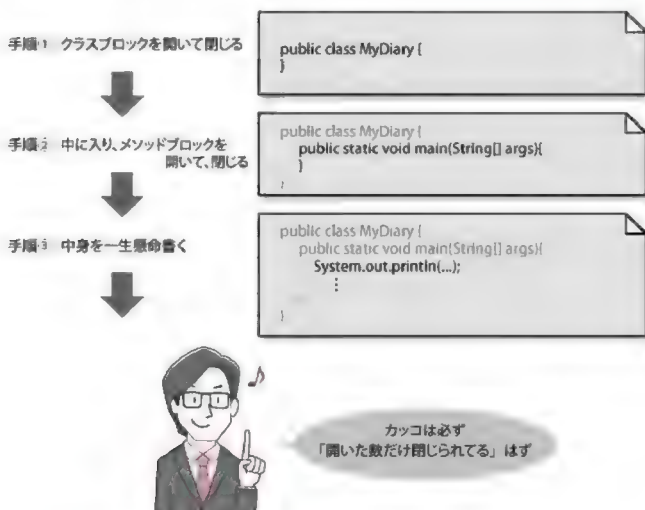 手順1 クラスブロックを開いて閉じる
public class MyDiary {
}
手順2 中に入り、メソッドブロックを
開いて、閉じる
public class MyDiary {
public static void main(String[] args){
}
}
手順3 中身を一生懸命書く
public class MyDiary {
public static void main(String[] args){
System.out.println(...);
⋮
}
カッコは必ず
「開いた数だけ閉じられてる」はず